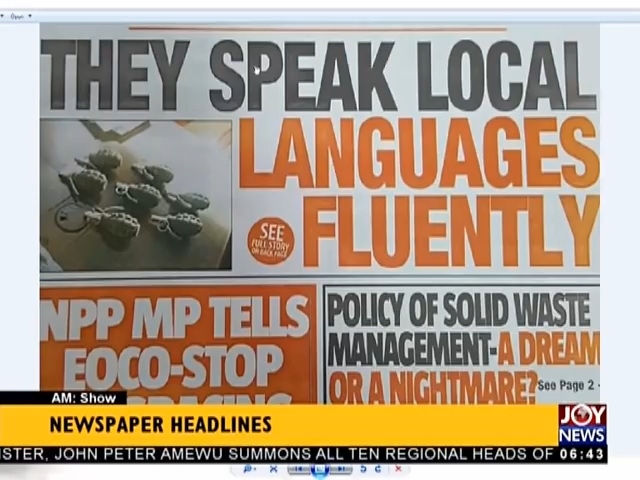 Open
THEY SPEAK LOCAL
LANGUAGES
FLUENTLY
SEE
FULL STORY
ON BACK PAGE
NPP MP TELLS
EOCO-STOP
POLICY OF SOLID WASTE
MANAGEMENT-A DREAM
OR A NIGHTMARE? See Page 2
AM: Show
NEWSPAPER HEADLINES
JOY
NEWS
ISTER, JOHN PETER AMEWU SUMMONS ALL TEN REGIONAL HEADS OF
06:43